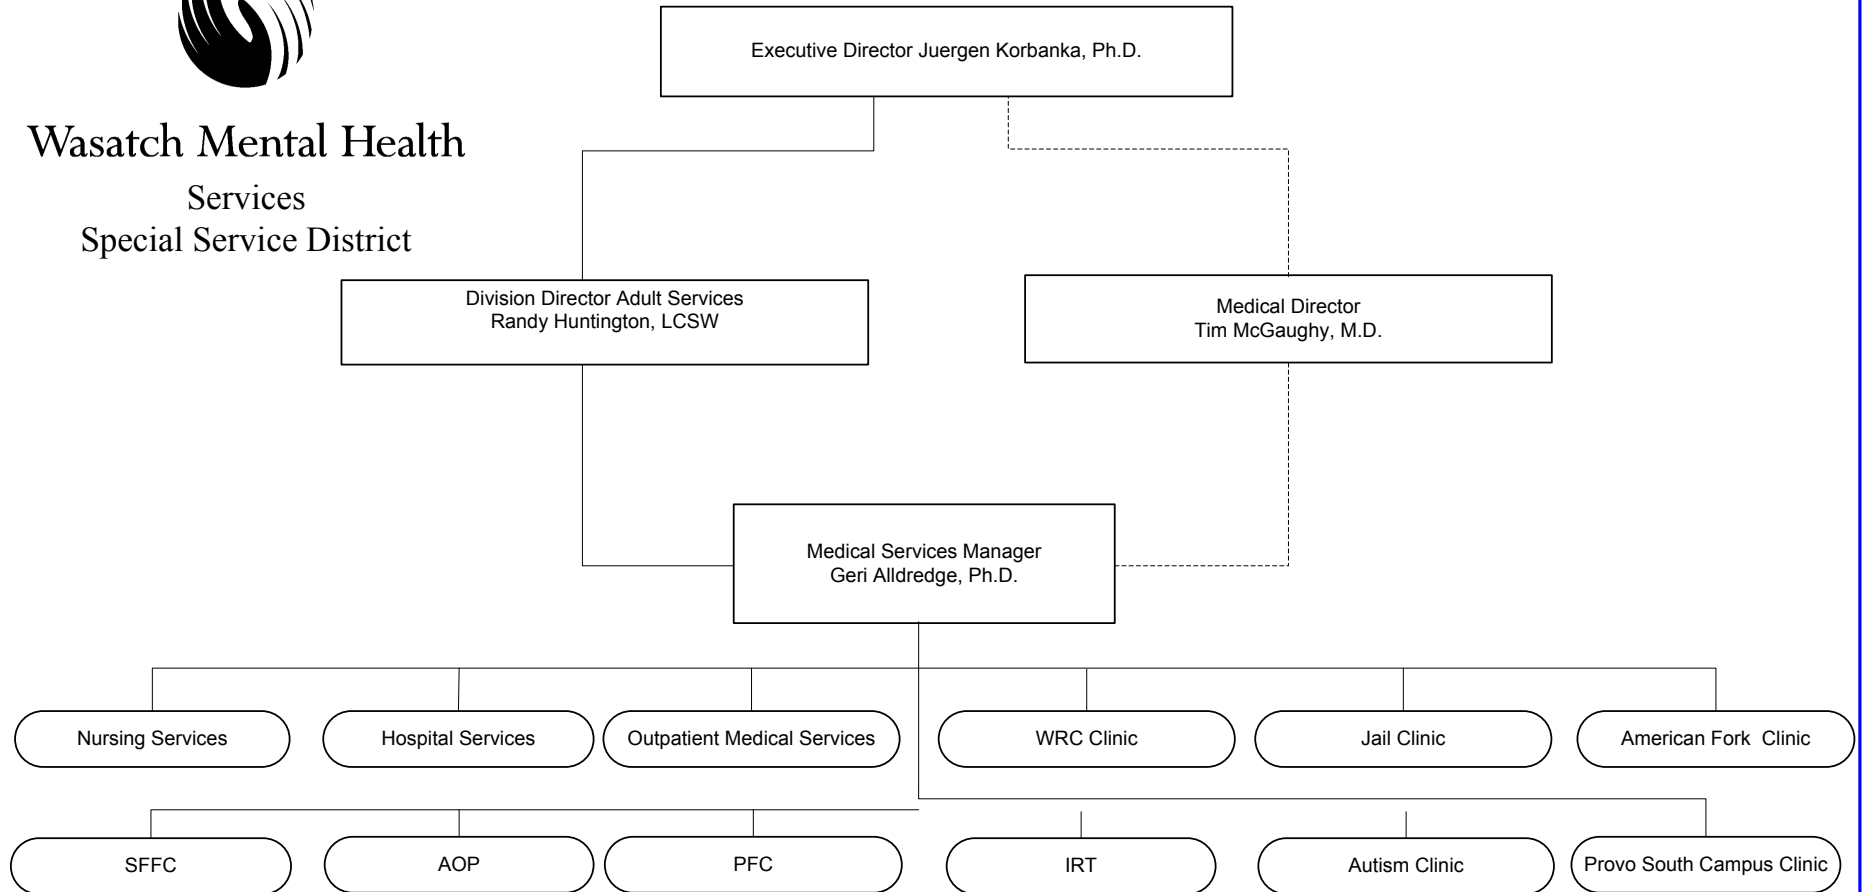 Executive Director Juergen Korbanka, Ph.D.
Wasatch Mental Health
Services
Special Service District
Division Director Adult Services
Randy Huntington, LCSW
Medical Director
Tim McGaughy, M.D.
Medical Services Manager
Geri Alldredge, Ph.D.
Nursing Services
Hospital Services
Outpatient Medical Services
WRC Clinic
Jail Clinic
American Fork  Clinic
SFFC
AOP
PFC
IRT
Autism Clinic
Provo South Campus Clinic